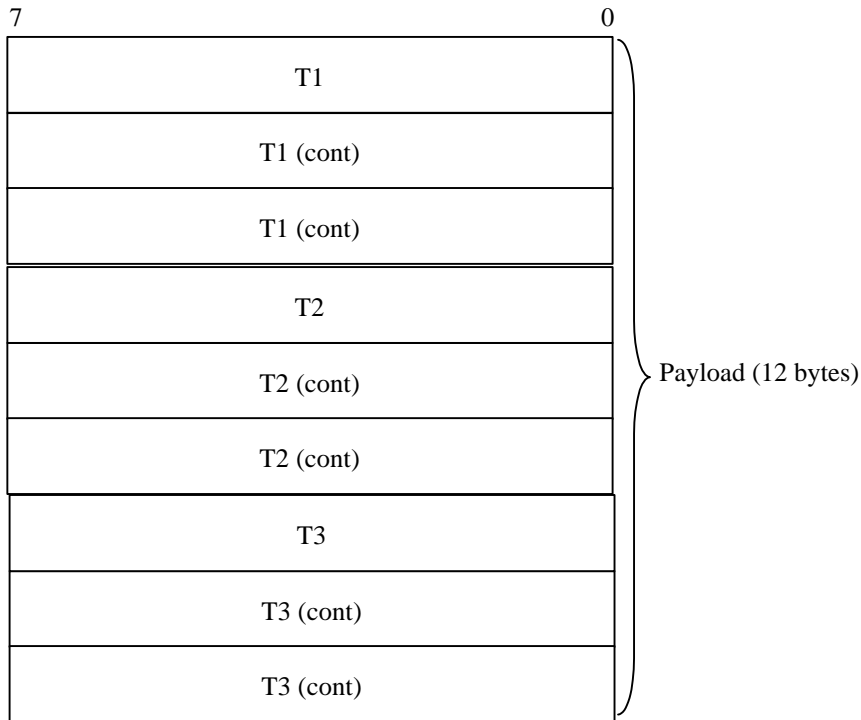 7 0
T1
T1 (cont)
T1 (cont)
T2
T2 (cont)
Payload (12 bytes)
T2 (cont)
T3
T3 (cont)
T3 (cont)